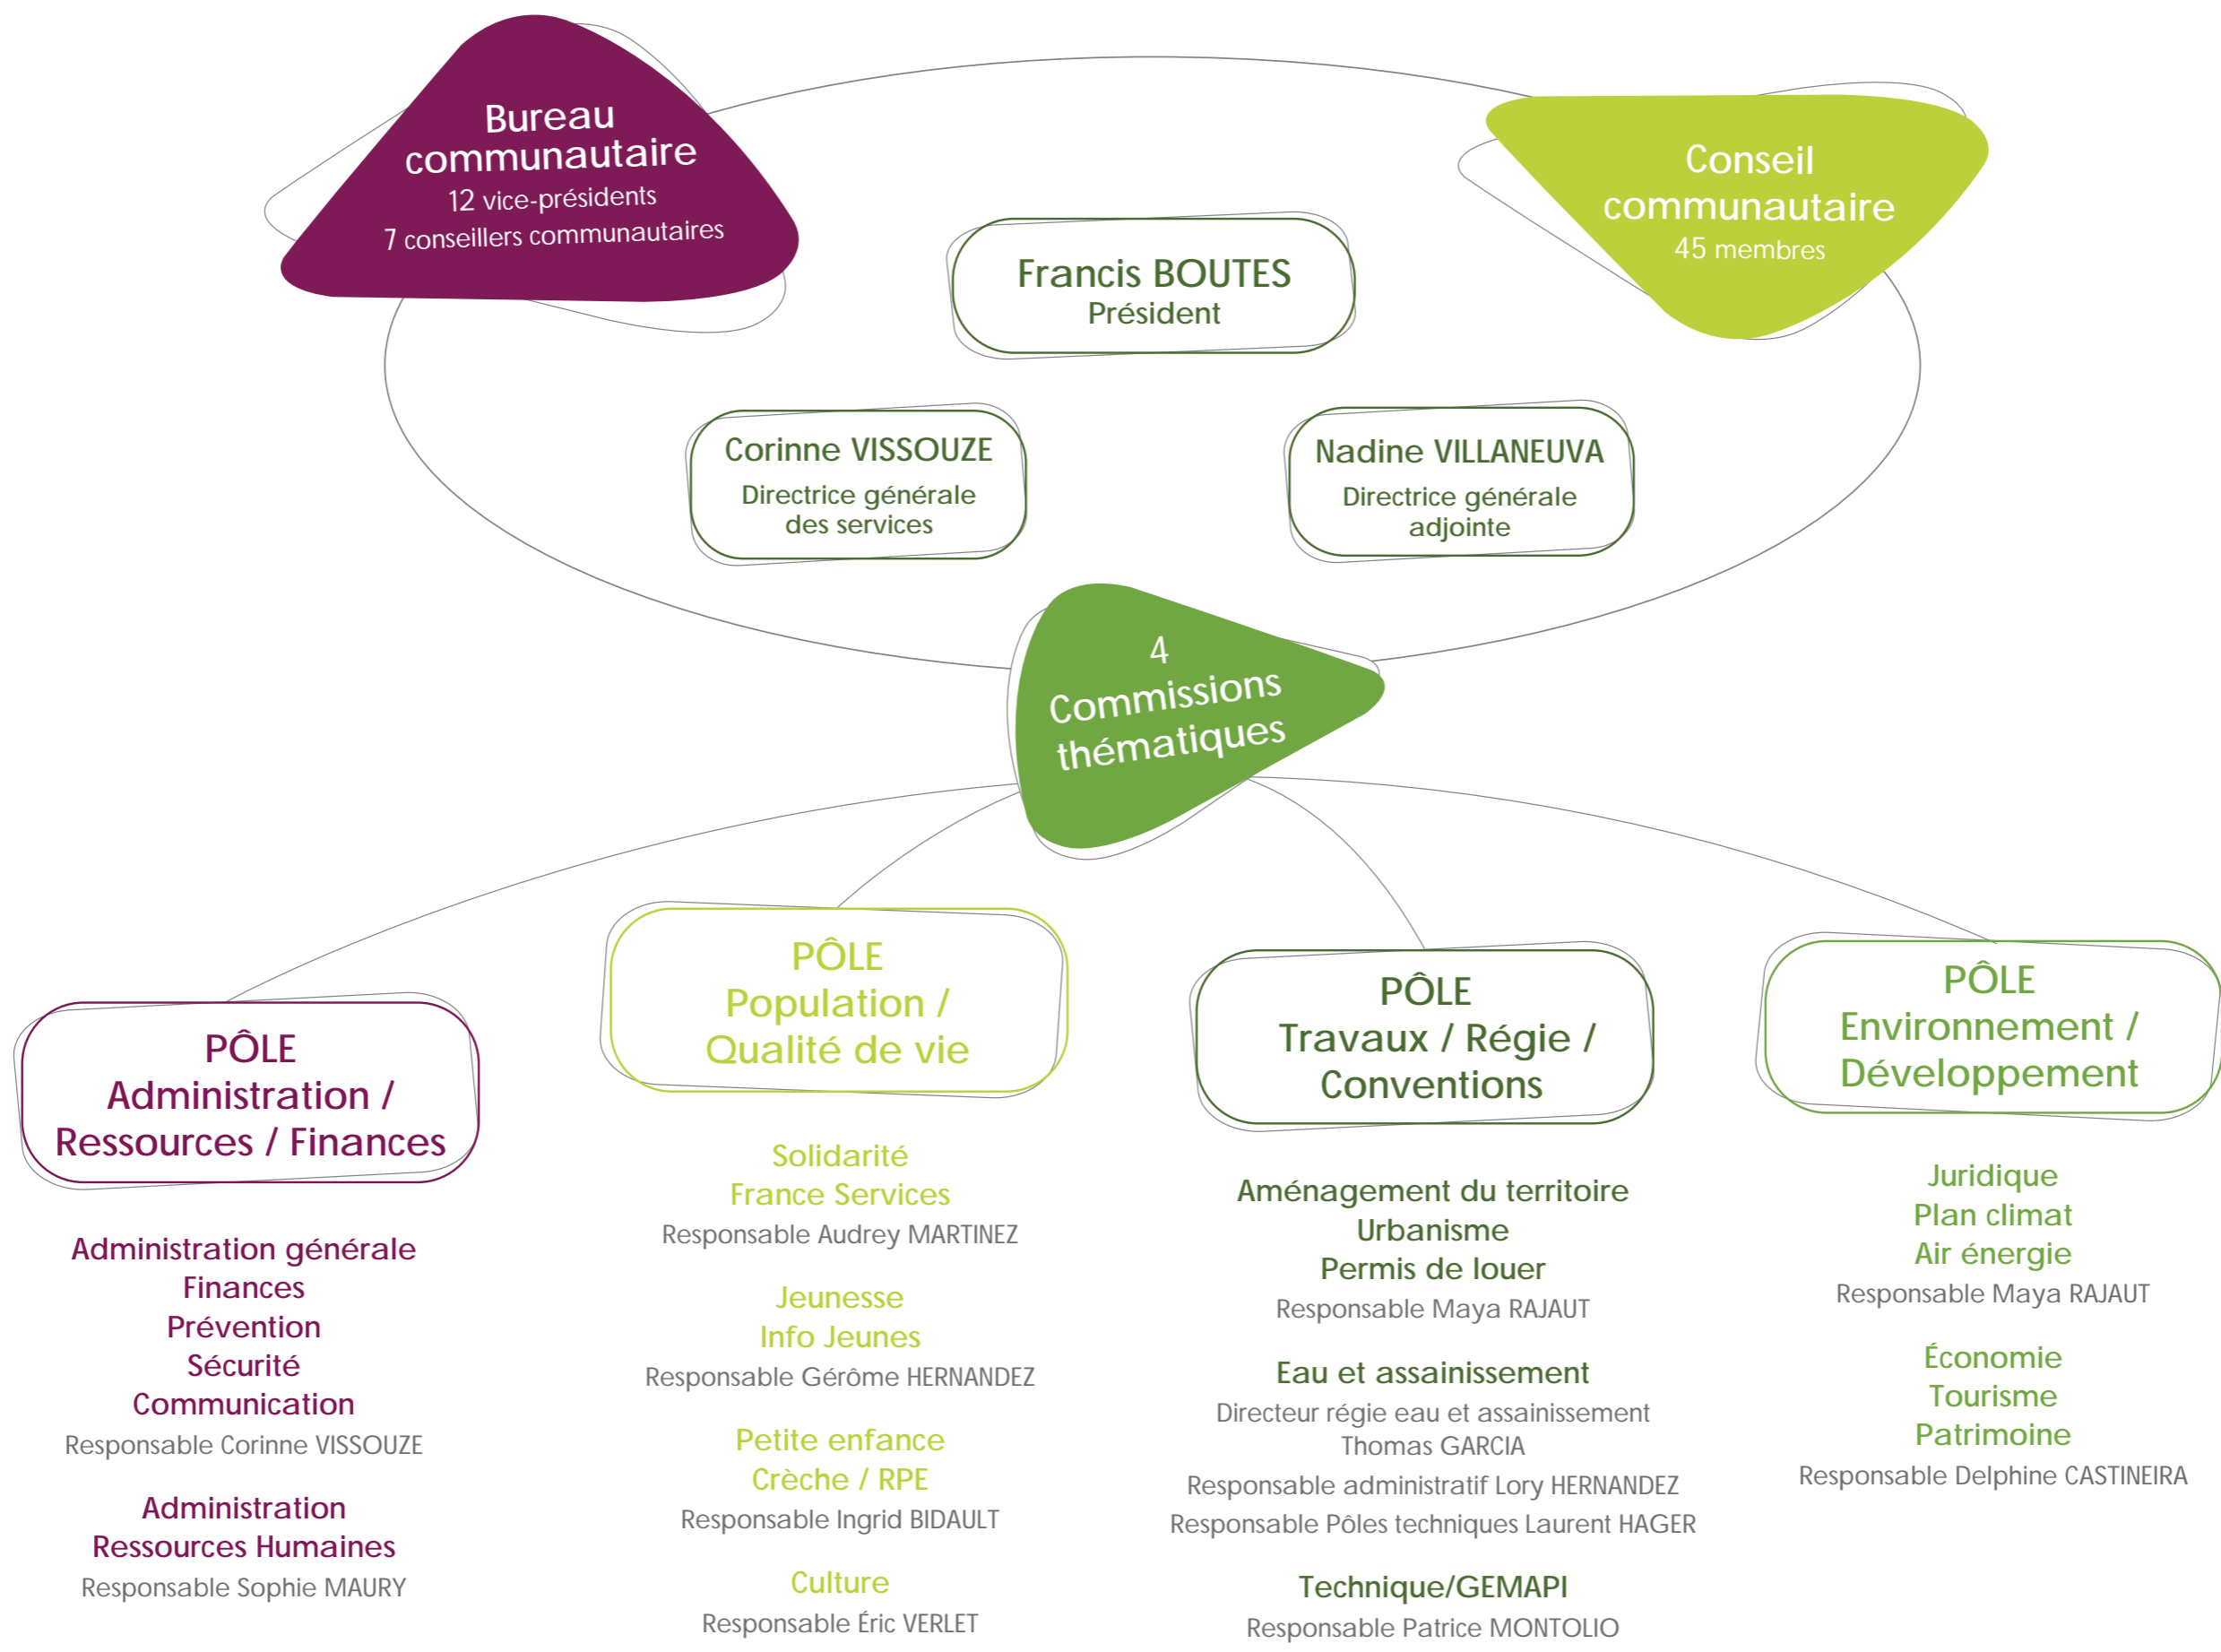 Bureau
communautaire
12 vice-présidents
7 conseillers communautaires
Conseil
communautaire
45 membres
Francis BOUTES
Président
Corinne VISSOUZE
Directrice générale
des services
Nadine VILLANEUVA
Directrice générale
adjointe
4
Commissions
thématiques
PÔLE
Administration /
Ressources / Finances
Administration générale
Finances
Prévention
Sécurité
Communication
Responsable Corinne VISSOUZE
Administration
Ressources Humaines
Responsable Sophie MAURY
PÔLE
Population /
Qualité de vie
Solidarité
France Services
Responsable Audrey MARTINEZ
Jeunesse
Info Jeunes
Responsable Gérôme HERNANDEZ
Petite enfance
Crèche / RPE
Responsable Ingrid BIDAULT
Culture
Responsable Éric VERLET
PÔLE
Travaux / Régie /
Conventions
Aménagement du territoire
Urbanisme
Permis de louer
Responsable Maya RAJAUT
Eau et assainissement
Directeur régie eau et assainissement
Thomas GARCIA
Responsable administratif Lory HERNANDEZ
Responsable Pôles techniques Laurent HAGER
Technique/GEMAPI
Responsable Patrice MONTOLIO
PÔLE
Environnement /
Développement
Juridique
Plan climat
Air énergie
Responsable Maya RAJAUT
Économie
Tourisme
Patrimoine
Responsable Delphine CASTINEIRA